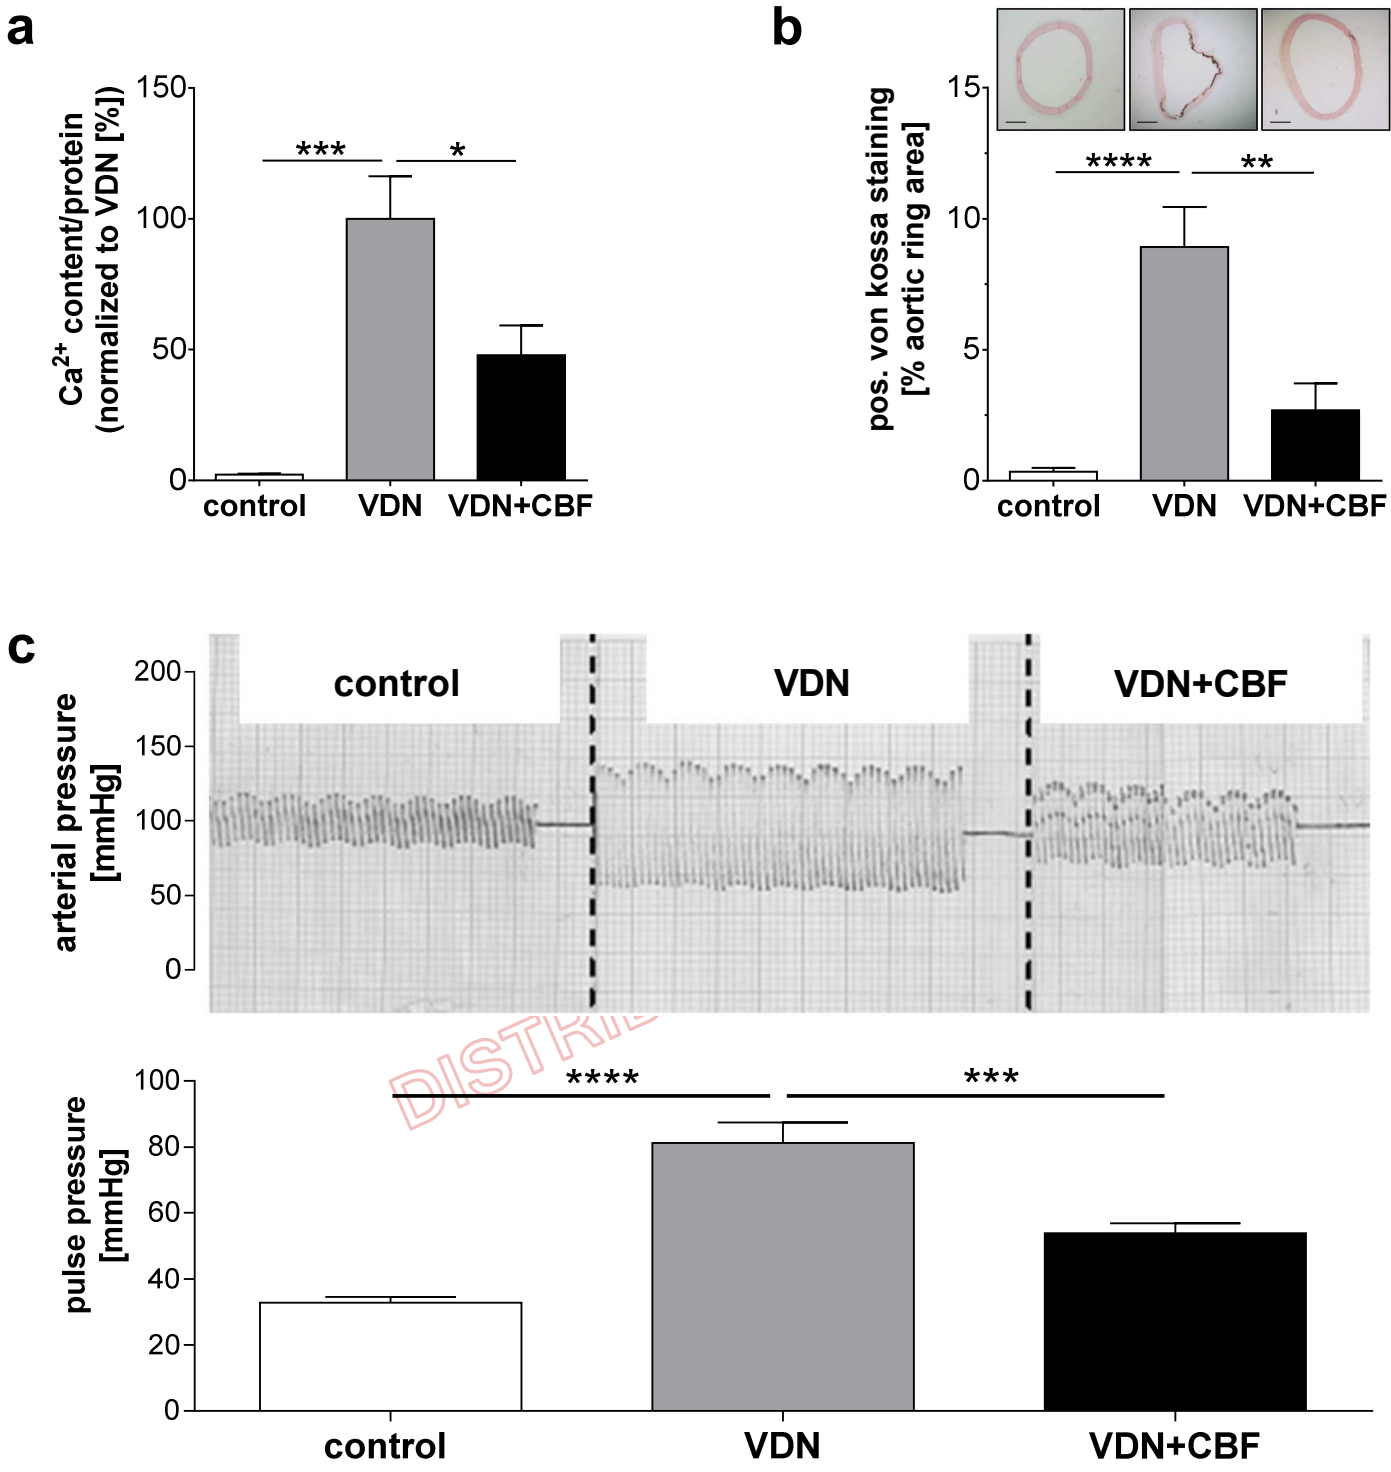 a
Ca²⁺ content/protein
(normalized to VDN [%])
150
100
50
0
***
*
control
VDN
VDN+CBF
b
pos. von kossa staining
[% aortic ring area]
15
10
5
0
****
**
control
VDN
VDN+CBF
c
arterial pressure
[mmHg]
200
150
100
50
0
control
VDN
VDN+CBF
pulse pressure
[mmHg]
100
80
60
40
20
0
****
***
control
VDN
VDN+CBF